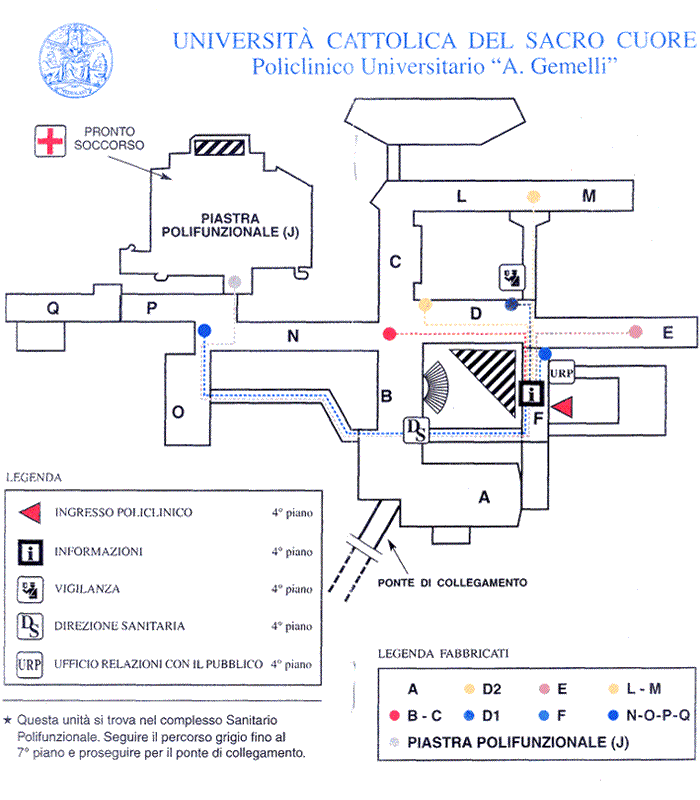 UNIVERSITÀ CATTOLICA DEL SACRO CUORE
Policlinico Universitario “A. Gemelli”
PRONTO
SOCCORSO
PIASTRA
POLIFUNZIONALE (J)
L
M
C
Q
P
D
N
E
URP
B
i
F
O
DS
A
PONTE DI COLLEGAMENTO
LEGENDA
INGRESSO POLICLINICO 4° piano
i INFORMAZIONI 4° piano
VIGILANZA 4° piano
DS DIREZIONE SANITARIA 4° piano
URP UFFICIO RELAZIONI CON IL PUBBLICO 4° piano
LEGENDA FABBRICATI
A D2 E L - M
B - C D1 F N-O-P-Q
PIASTRA POLIFUNZIONALE (J)
★ Questa unità si trova nel complesso Sanitario
Polifunzionale. Seguire il percorso grigio fino al
7° piano e proseguire per il ponte di collegamento.